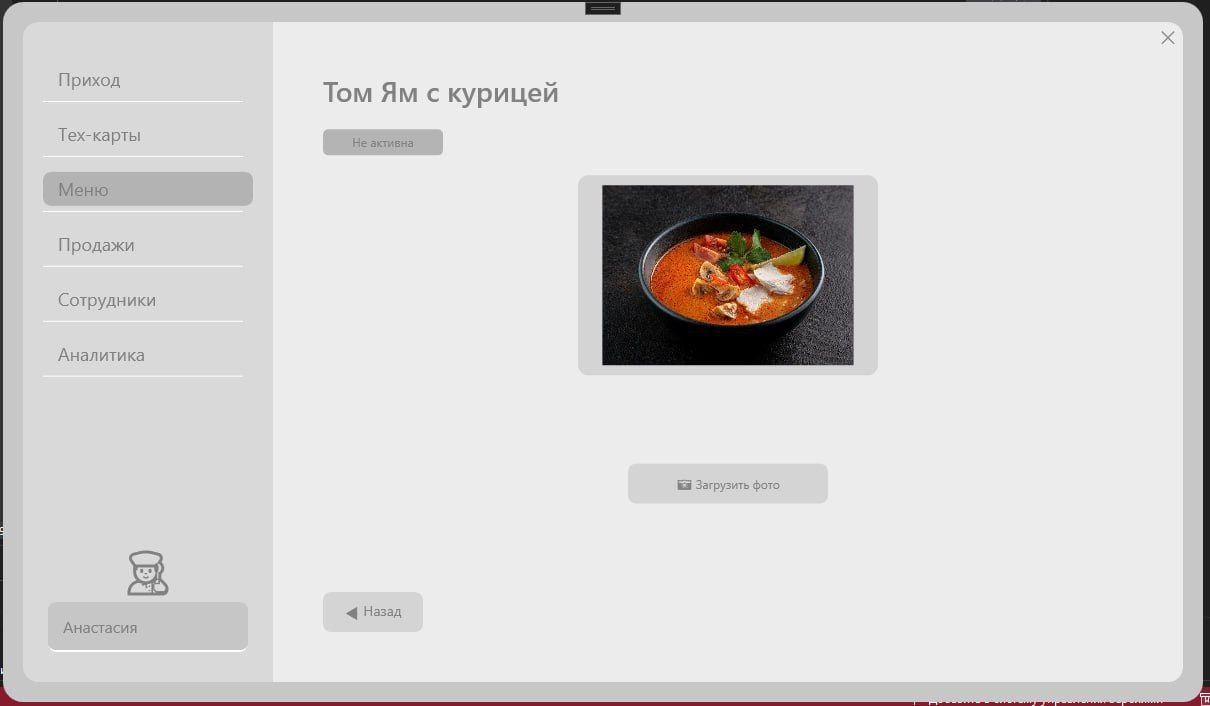 Приход
Тех-карты
Меню
Продажи
Сотрудники
Аналитика
Анастасия
Том Ям с курицей
Не активна
Загрузить фото
Назад